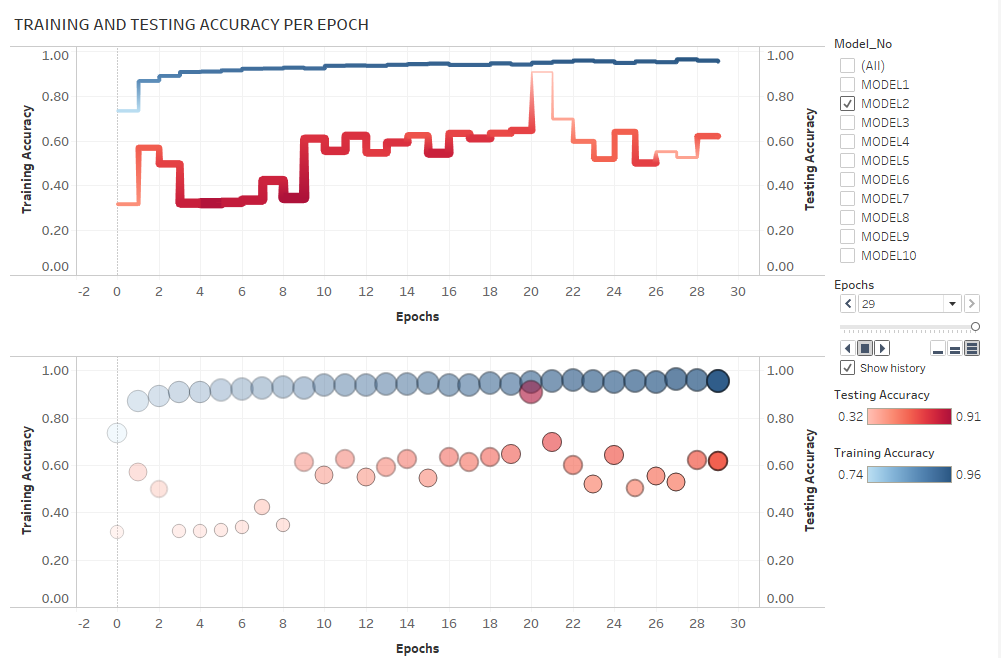 TRAINING AND TESTING ACCURACY PER EPOCH
Training Accuracy
1.00
0.80
0.60
0.40
0.20
0.00
Testing Accuracy
1.00
0.80
0.60
0.40
0.20
0.00
-2 0 2 4 6 8 10 12 14 16 18 20 22 24 26 28 30
Epochs
Training Accuracy
1.00
0.80
0.60
0.40
0.20
0.00
Testing Accuracy
1.00
0.80
0.60
0.40
0.20
0.00
-2 0 2 4 6 8 10 12 14 16 18 20 22 24 26 28 30
Epochs
Model_No
(All)
MODEL1
MODEL2
MODEL3
MODEL4
MODEL5
MODEL6
MODEL7
MODEL8
MODEL9
MODEL10
Epochs
29
Show history
Testing Accuracy
0.32 0.91
Training Accuracy
0.74 0.96